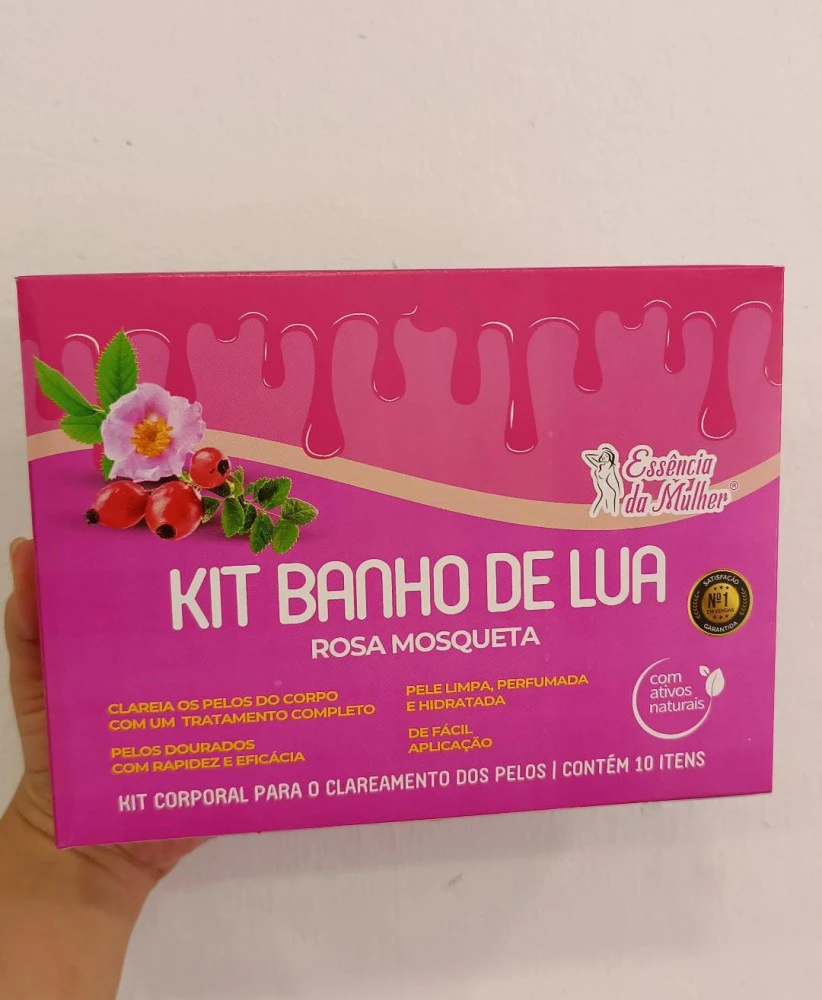 Essência
da Mulher®
KIT BANHO DE LUA
ROSA MOSQUETA
SATISFAÇÃO
Nº1
EM VENDAS
GARANTIDA
CLAREIA OS PELOS DO CORPO
COM UM TRATAMENTO COMPLETO
PELOS DOURADOS
COM RAPIDEZ E EFICÁCIA
PELE LIMPA, PERFUMADA
E HIDRATADA
DE FÁCIL
APLICAÇÃO
com
ativos
naturais
KIT CORPORAL PARA O CLAREAMENTO DOS PELOS | CONTÉM 10 ITENS